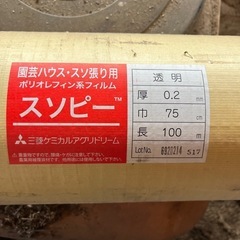 園芸ハウス・スソ張り用
ポリオレフィン系フィルム
スソピー™
三菱ケミカルアグリドリーム
透明
厚 0.2 mm
巾 75 cm
長 100 m
Lot No.
517